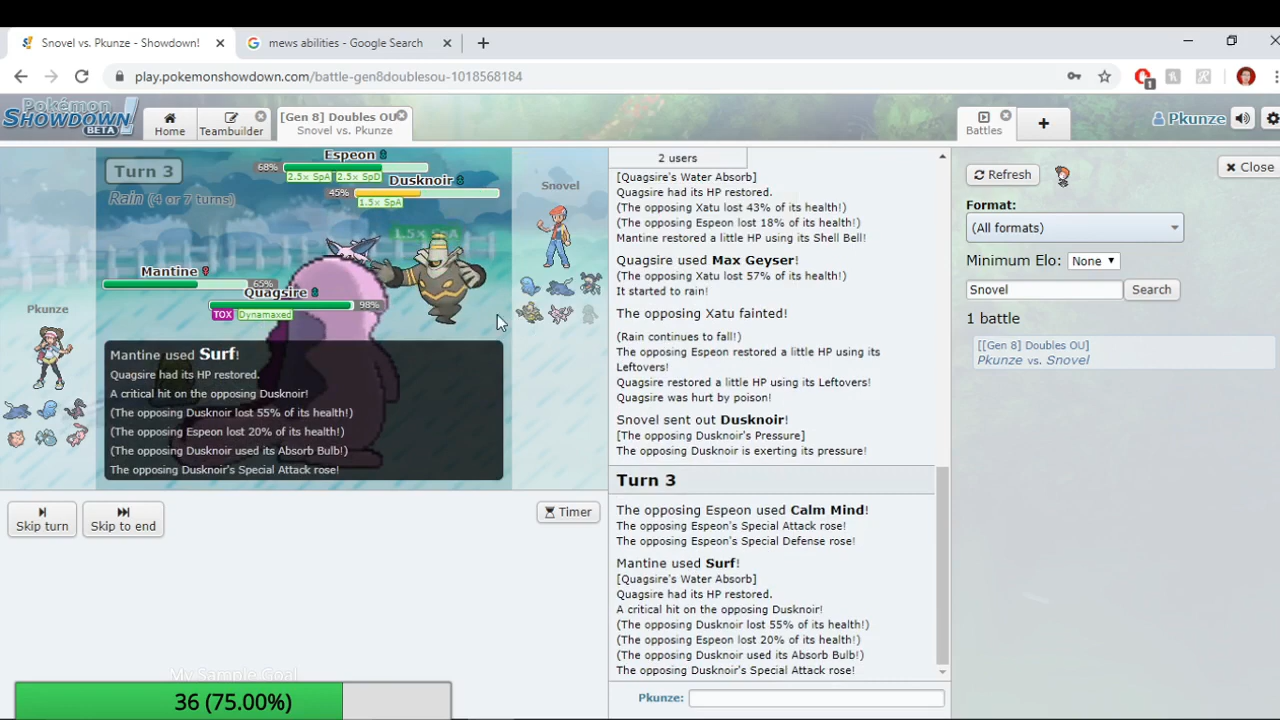 Snovel vs. Pkunze - Showdown!
mews abilities - Google Search
play.pokemonshowdown.com/battle-gen8doublesou-1018568184
1
Pokémon
SHOWDOWN!
BETA
Home
Teambuilder
[Gen 8] Doubles OU
Snovel vs. Pkunze
Battles
Pkunze
Turn 3
Rain (4 or 7 turns)
Espeon
68%
2.5× SpA 2.5× SpD
Dusknoir
45%
1.5× SpA
1.5× SpA
Mantine
65%
Quagsire
98%
TOX Dynamaxed
Pkunze
Snovel
Mantine used Surf!
Quagsire had its HP restored.
A critical hit on the opposing Dusknoir!
(The opposing Dusknoir lost 55% of its health!)
(The opposing Espeon lost 20% of its health!)
(The opposing Dusknoir used its Absorb Bulb!)
The opposing Dusknoir's Special Attack rose!
Skip turn
Skip to end
Timer
My Sample Goal
36 (75.00%)
2 users
[Quagsire's Water Absorb]
Quagsire had its HP restored.
(The opposing Xatu lost 43% of its health!)
(The opposing Espeon lost 18% of its health!)
Mantine restored a little HP using its Shell Bell!
Quagsire used Max Geyser!
(The opposing Xatu lost 57% of its health!)
It started to rain!
The opposing Xatu fainted!
(Rain continues to fall!)
The opposing Espeon restored a little HP using its
Leftovers!
Quagsire restored a little HP using its Leftovers!
Quagsire was hurt by poison!
Snovel sent out Dusknoir!
[The opposing Dusknoir's Pressure]
The opposing Dusknoir is exerting its pressure!
Turn 3
The opposing Espeon used Calm Mind!
The opposing Espeon's Special Attack rose!
The opposing Espeon's Special Defense rose!
Mantine used Surf!
[Quagsire's Water Absorb]
Quagsire had its HP restored.
A critical hit on the opposing Dusknoir!
(The opposing Dusknoir lost 55% of its health!)
(The opposing Espeon lost 20% of its health!)
(The opposing Dusknoir used its Absorb Bulb!)
The opposing Dusknoir's Special Attack rose!
Pkunze:
Refresh
Close
Format:
(All formats)
Minimum Elo: None
Snovel
Search
1 battle
[[Gen 8] Doubles OU]
Pkunze vs. Snovel